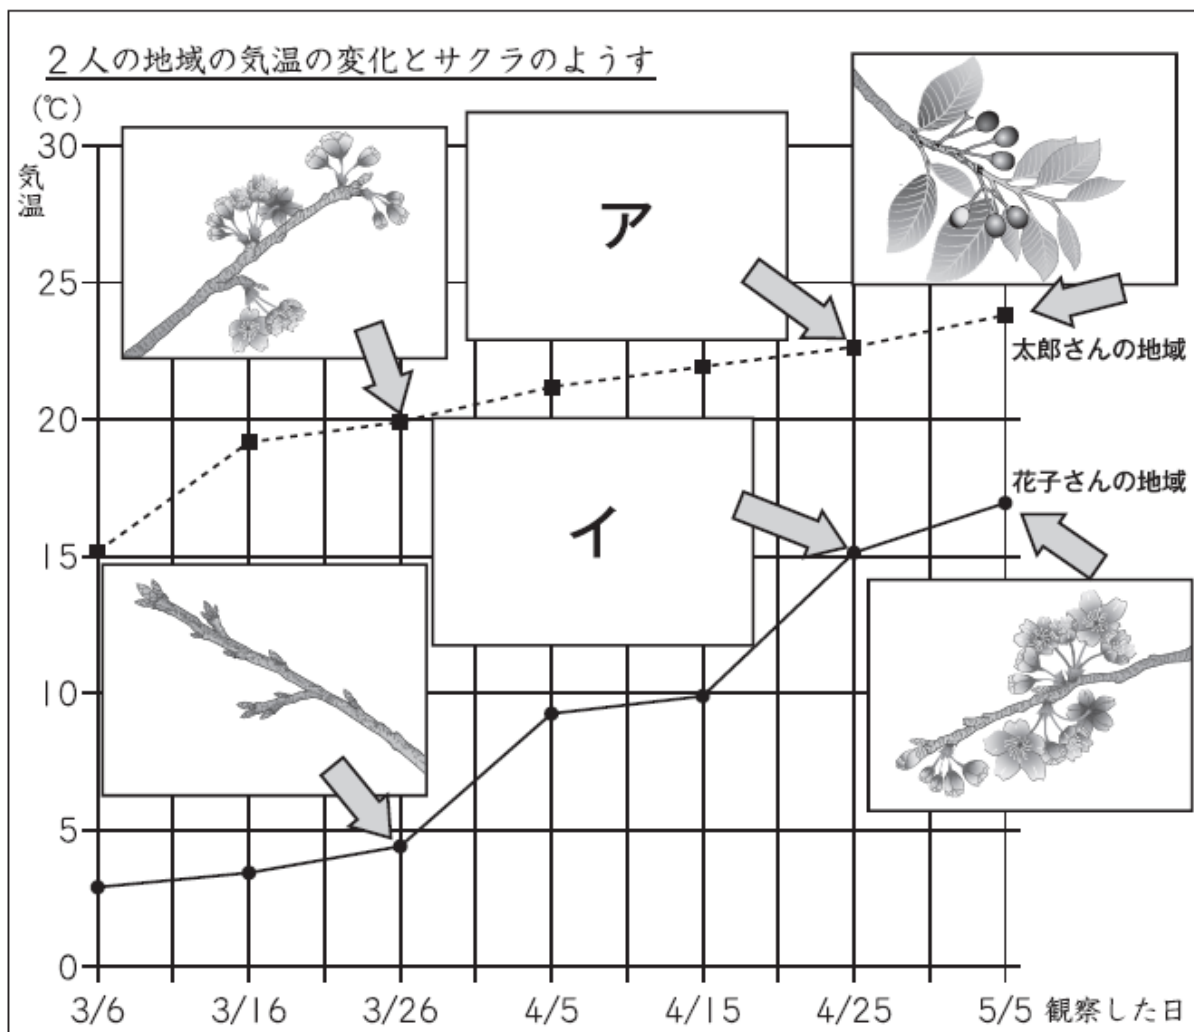 2人の地域の気温の変化とサクラのようす
(℃)
気温
30
25
20
15
10
5
0
ア
イ
太郎さんの地域
花子さんの地域
3/6 3/16 3/26 4/5 4/15 4/25 5/5 観察した日